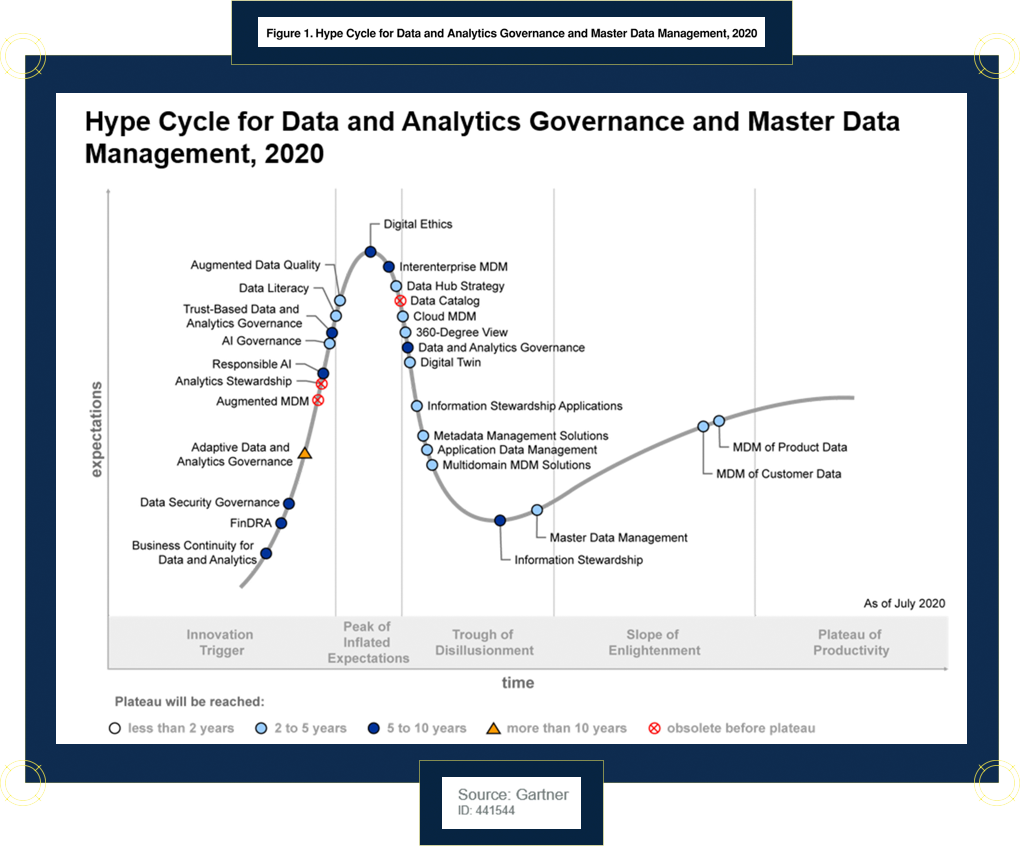 Figure 1. Hype Cycle for Data and Analytics Governance and Master Data Management, 2020
Hype Cycle for Data and Analytics Governance and Master Data
Management, 2020
expectations
Digital Ethics
Augmented Data Quality
Data Literacy
Trust-Based Data and
Analytics Governance
AI Governance
Responsible AI
Analytics Stewardship
Augmented MDM
Adaptive Data and
Analytics Governance
Data Security Governance
FinDRA
Business Continuity for
Data and Analytics
Interenterprise MDM
Data Hub Strategy
Data Catalog
Cloud MDM
360-Degree View
Data and Analytics Governance
Digital Twin
Information Stewardship Applications
Metadata Management Solutions
Application Data Management
Multidomain MDM Solutions
Master Data Management
Information Stewardship
MDM of Product Data
MDM of Customer Data
As of July 2020
Innovation
Trigger
Peak of
Inflated
Expectations
Trough of
Disillusionment
Slope of
Enlightenment
Plateau of
Productivity
time
Plateau will be reached:
less than 2 years
2 to 5 years
5 to 10 years
more than 10 years
obsolete before plateau
Source: Gartner
ID: 441544